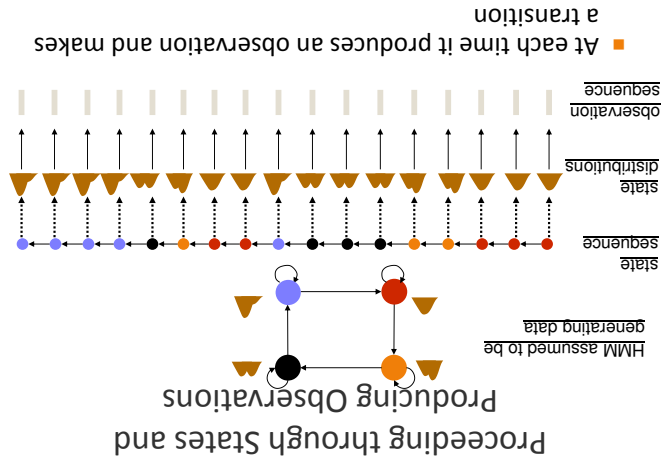 Proceeding through States and
Producing Observations
HMM assumed to be
generating data
state
sequence
state
distributions
observation
sequence
At each time it produces an observation and makes
a transition